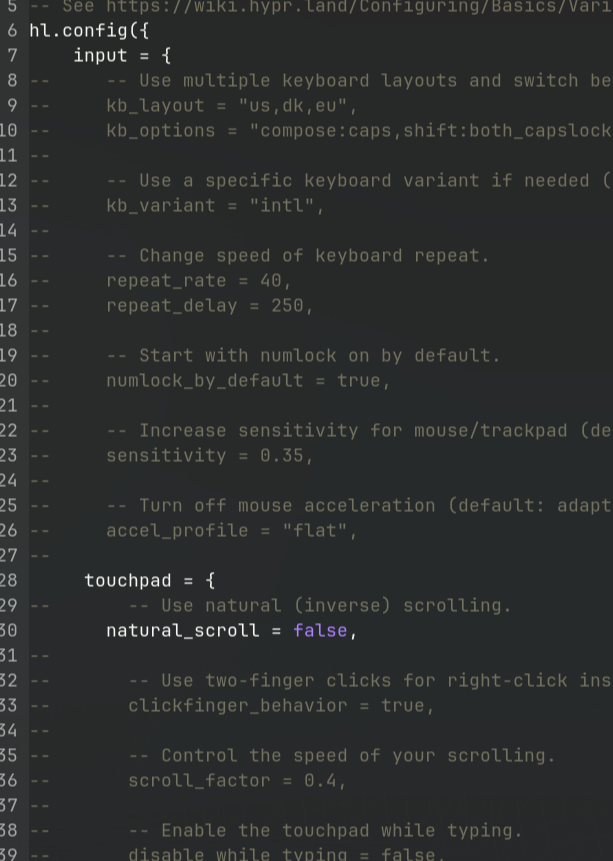 5 -- See https://wiki.hypr.land/Configuring/Basics/Vari
6 hl.config({
7     input = {
8 --     -- Use multiple keyboard layouts and switch be
9 --     kb_layout = "us,dk,eu",
10 --     kb_options = "compose:caps,shift:both_capslock
11 --
12 --     -- Use a specific keyboard variant if needed (
13 --     kb_variant = "intl",
14 --
15 --     -- Change speed of keyboard repeat.
16 --     repeat_rate = 40,
17 --     repeat_delay = 250,
18 --
19 --     -- Start with numlock on by default.
20 --     numlock_by_default = true,
21 --
22 --     -- Increase sensitivity for mouse/trackpad (de
23 --     sensitivity = 0.35,
24 --
25 --     -- Turn off mouse acceleration (default: adapt
26 --     accel_profile = "flat",
27 --
28      touchpad = {
29 --       -- Use natural (inverse) scrolling.
30        natural_scroll = false,
31 --
32 --       -- Use two-finger clicks for right-click ins
33 --       clickfinger_behavior = true,
34 --
35 --       -- Control the speed of your scrolling.
36 --       scroll_factor = 0.4,
37 --
38 --       -- Enable the touchpad while typing.
39 --       disable_while_typing = false,